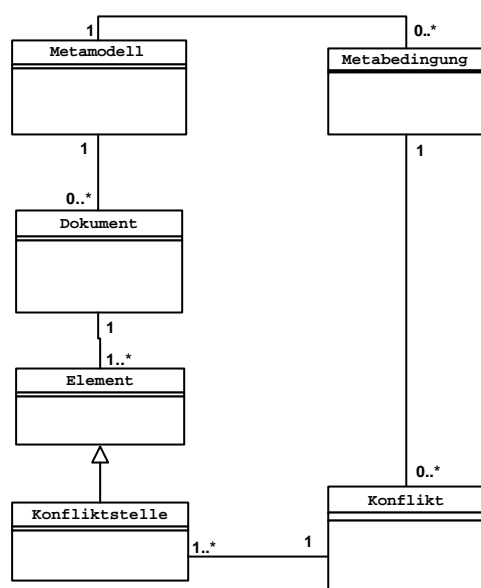 1
0..*
Metamodell
Metabedingung
1
1
0..*
Dokument
1
1..*
Element
0..*
Konfliktstelle
Konflikt
1..*
1